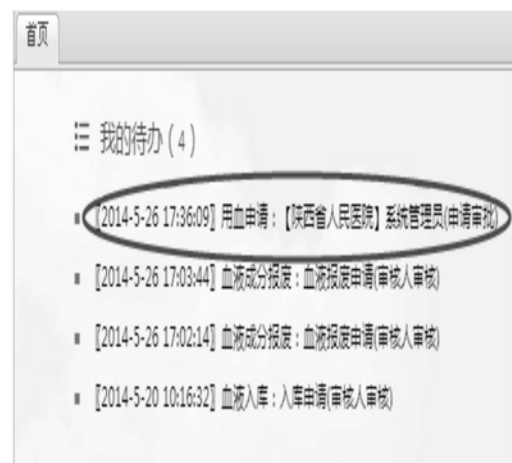 首页
我的待办 ( 4 )
[2014-5-26 17:36:09] 用血申请：【陕西省人民医院】系统管理员(申请审批)
[2014-5-26 17:03:44] 血液成分报废：血液报废申请(审核人审核)
[2014-5-26 17:02:14] 血液成分报废：血液报废申请(审核人审核)
[2014-5-20 10:16:32] 血液入库：入库申请(审核人审核)